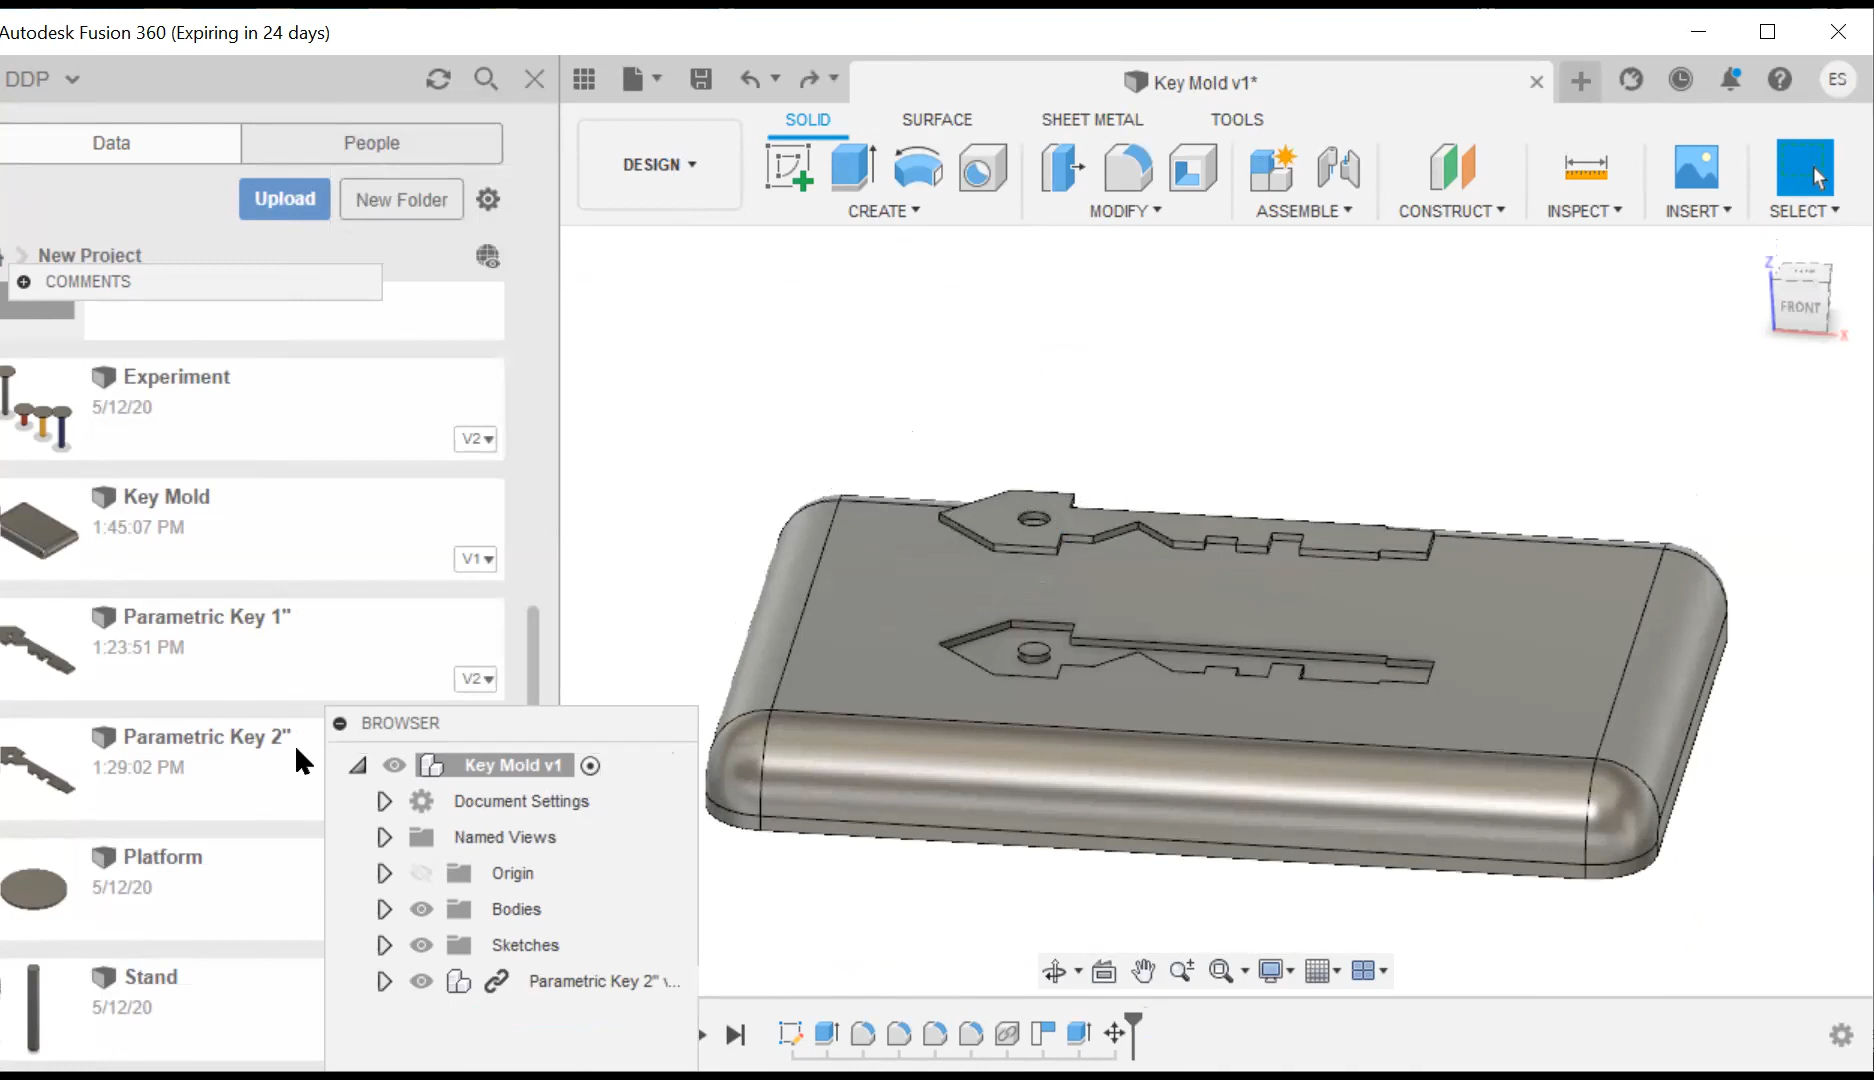 Autodesk Fusion 360 (Expiring in 24 days)
DDP
Key Mold v1*
ES
Data
People
SOLID
SURFACE
SHEET METAL
TOOLS
Upload
New Folder
DESIGN
CREATE
MODIFY
ASSEMBLE
CONSTRUCT
INSPECT
INSERT
SELECT
New Project
COMMENTS
Z
FRONT
X
Experiment
5/12/20
V2
Key Mold
1:45:07 PM
V1
Parametric Key 1"
1:23:51 PM
V2
Parametric Key 2"
1:29:02 PM
BROWSER
Key Mold v1
Document Settings
Named Views
Origin
Bodies
Sketches
Parametric Key 2" v...
Platform
5/12/20
Stand
5/12/20